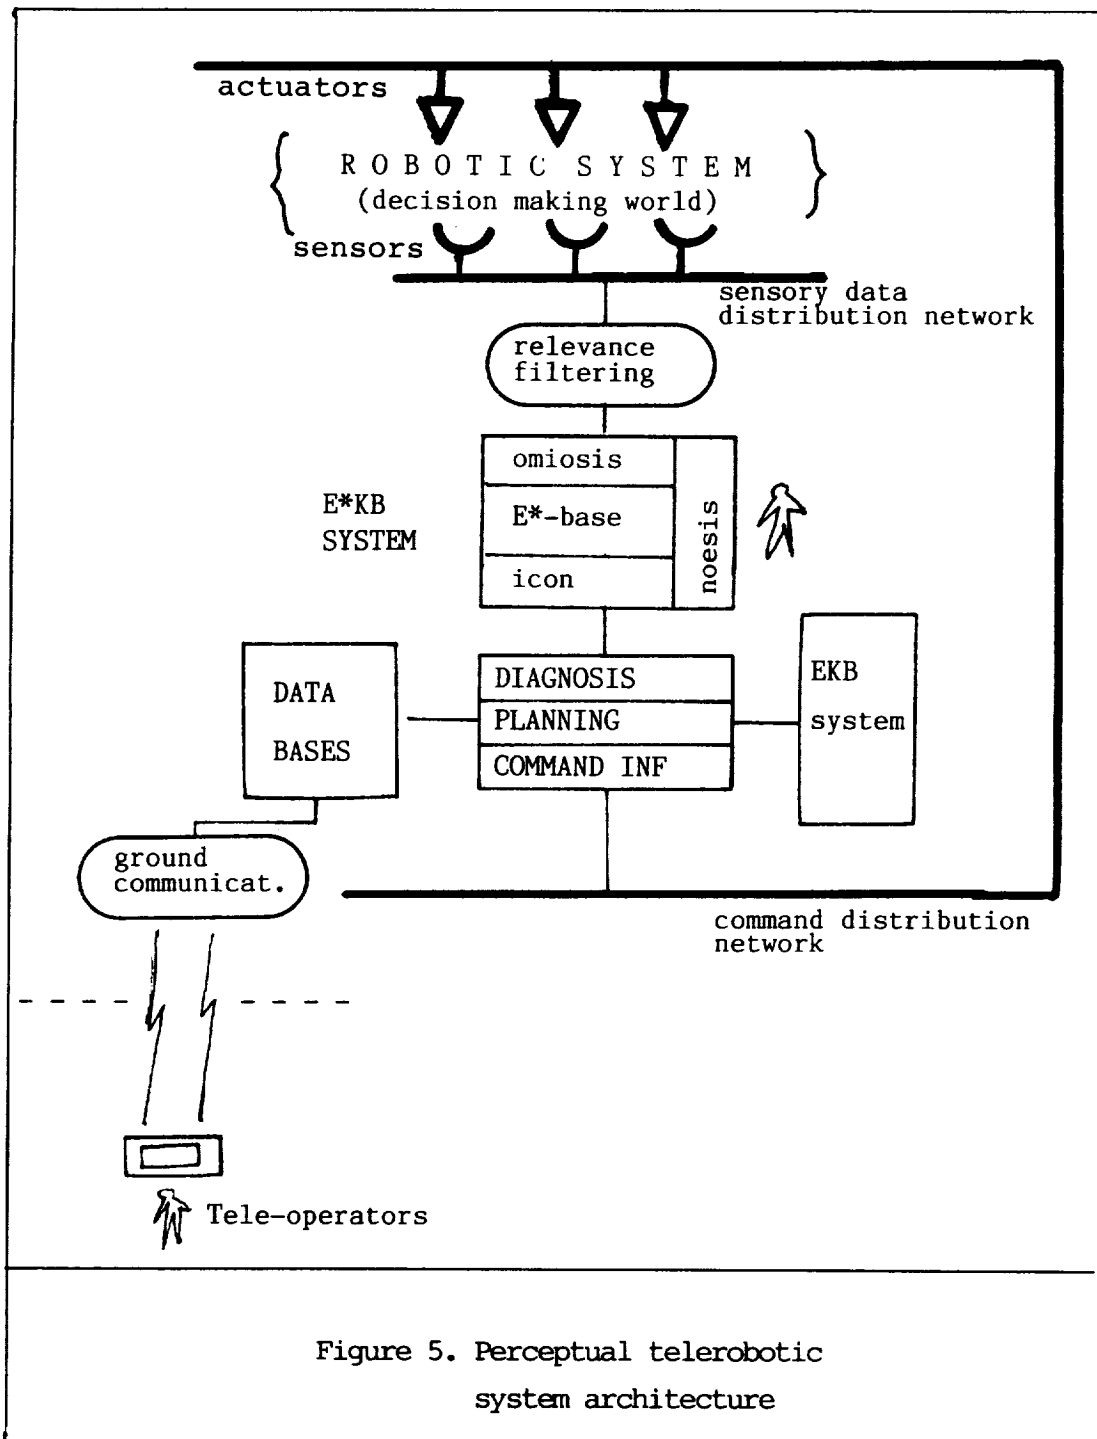 actuators
R O B O T I C S Y S T E M
(decision making world)
sensors
sensory data
distribution network
relevance
filtering
omiosis
E*-base
icon
noesis
E*KB
SYSTEM
DATA
BASES
DIAGNOSIS
PLANNING
COMMAND INF
EKB
system
ground
communicat.
command distribution
network
Tele-operators
Figure 5. Perceptual telerobotic
system architecture